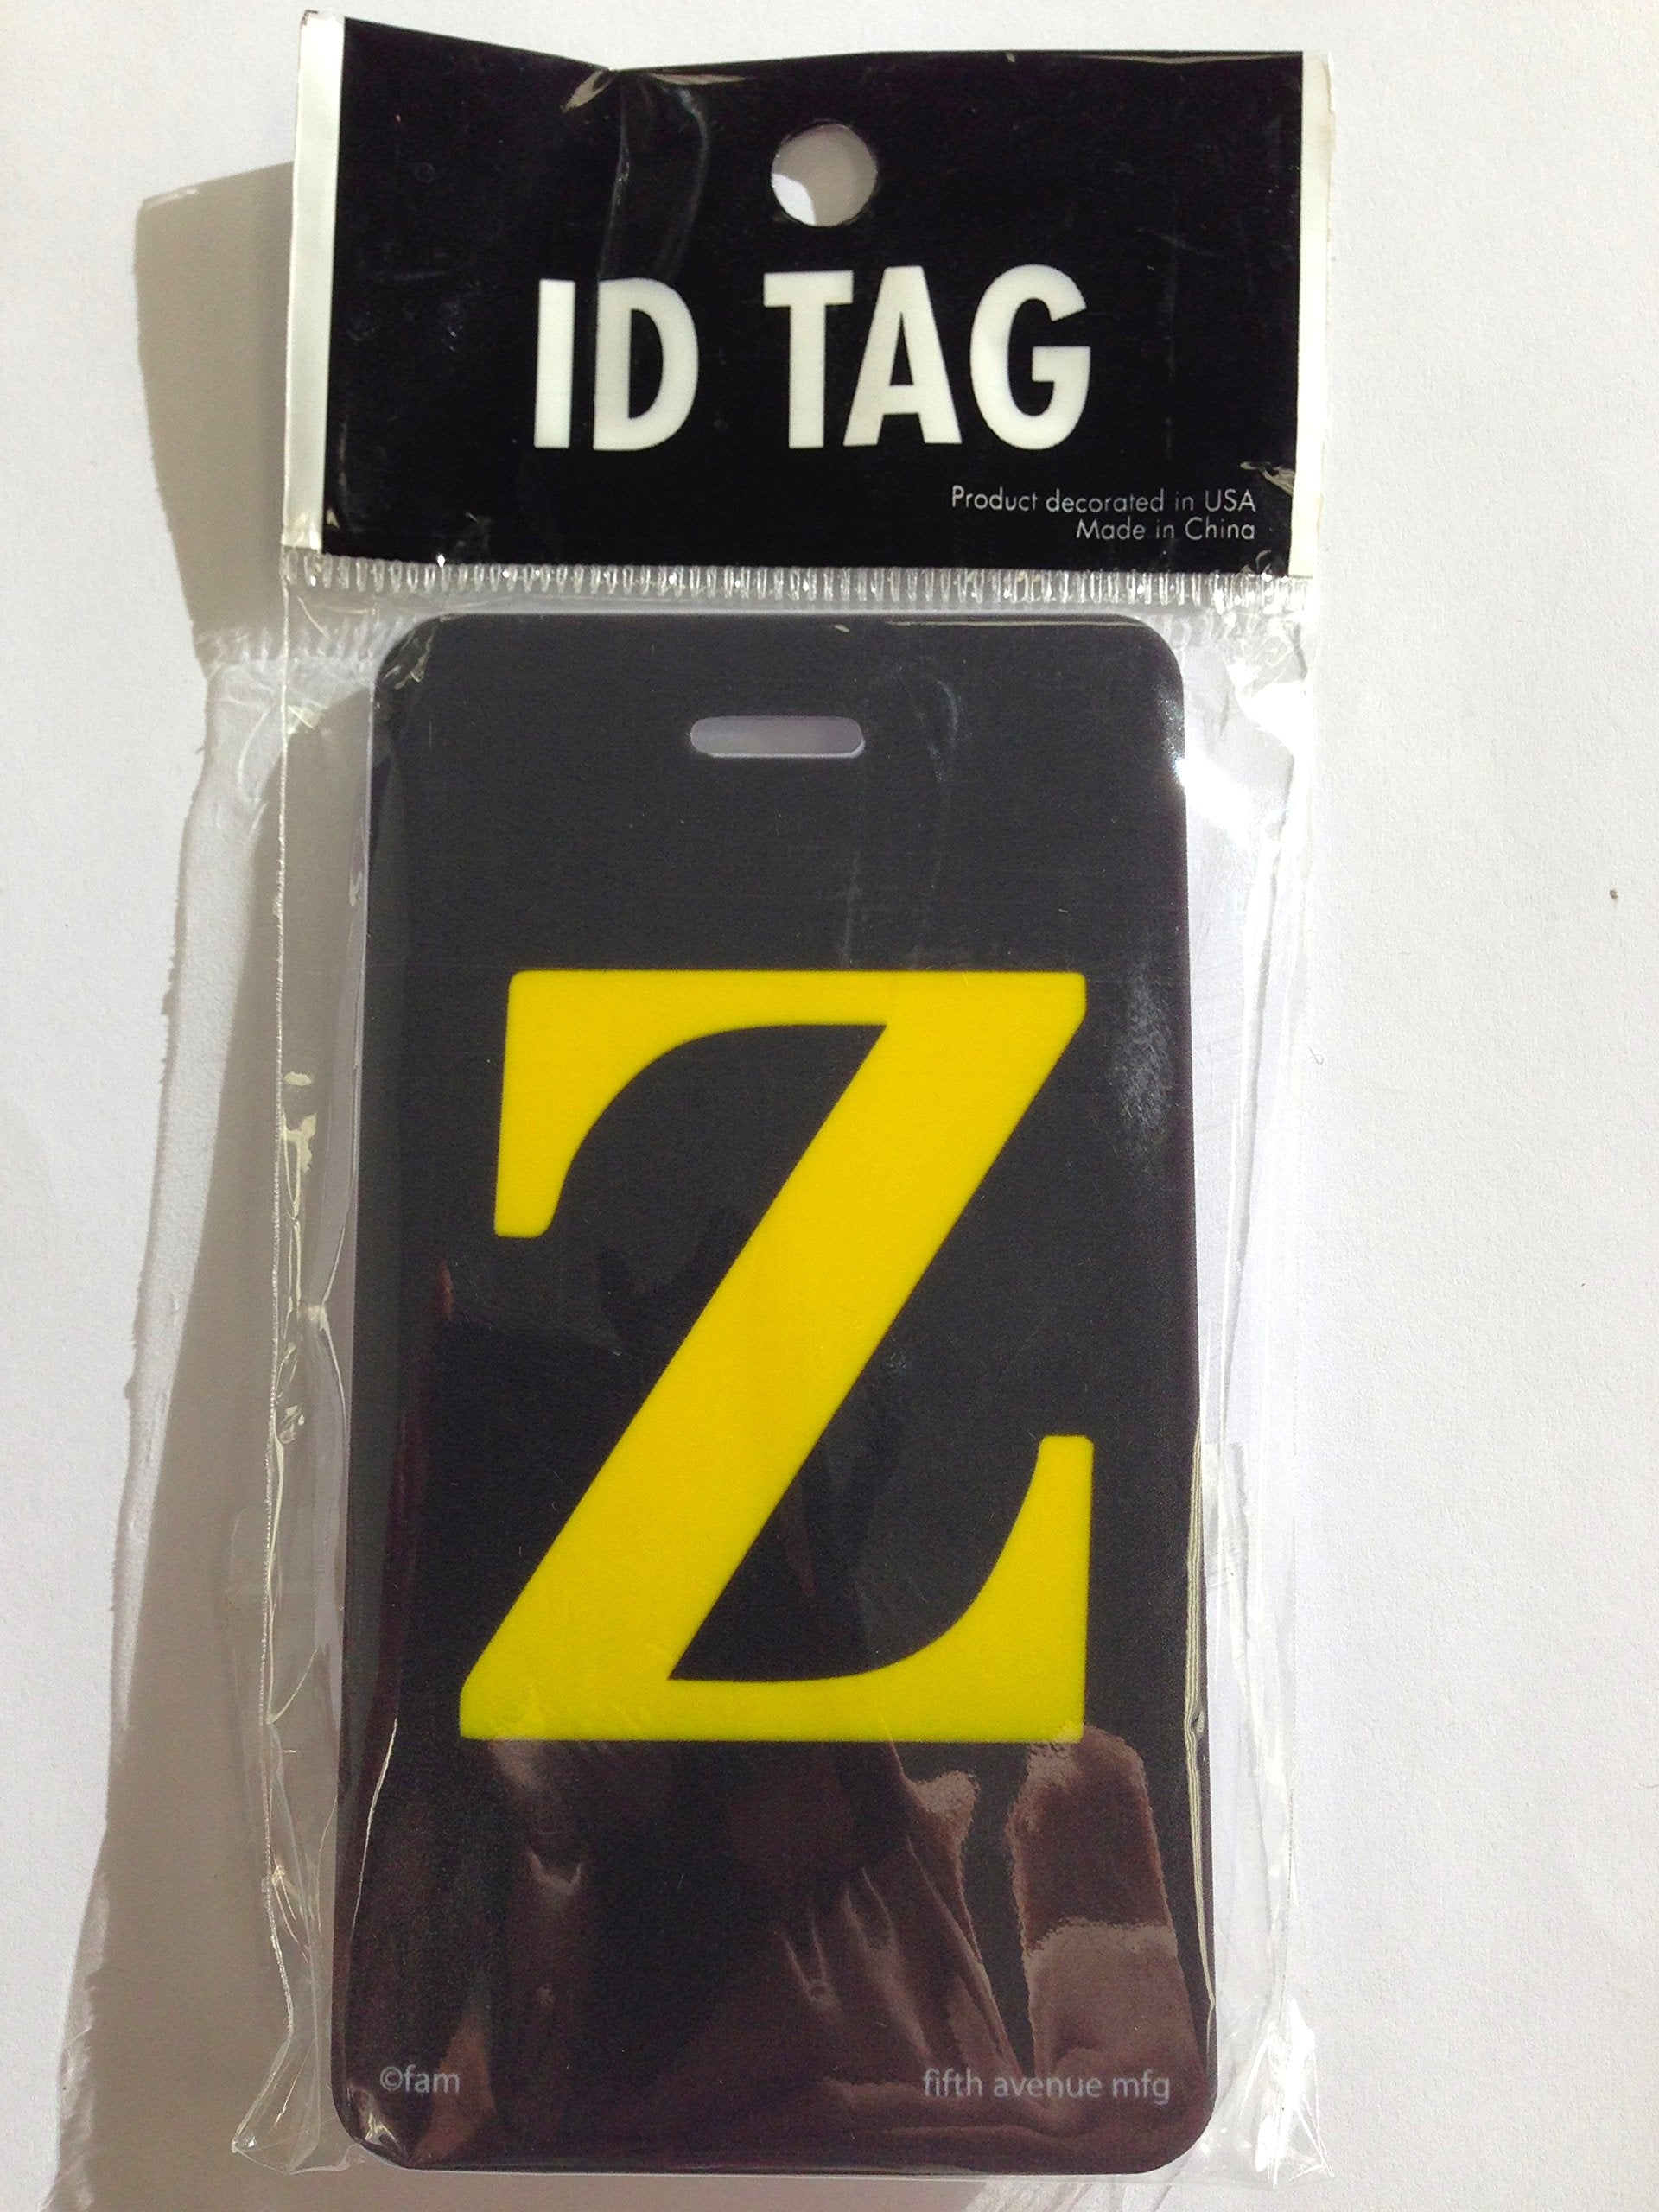 ID TAG
Product decorated in USA
Made in China
Z
©fam fifth avenue mfg